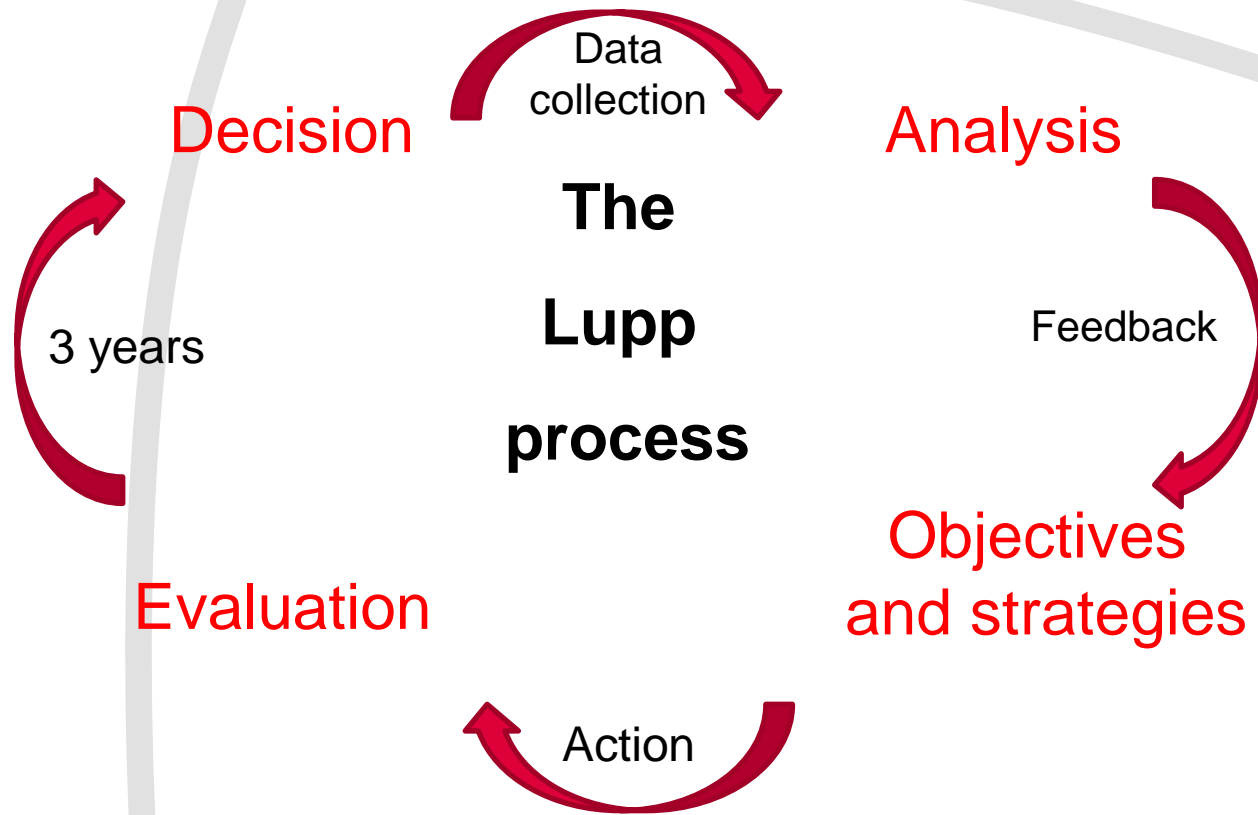 Data
collection
Decision
Analysis
The
Lupp
process
3 years
Feedback
Objectives
and strategies
Evaluation
Action